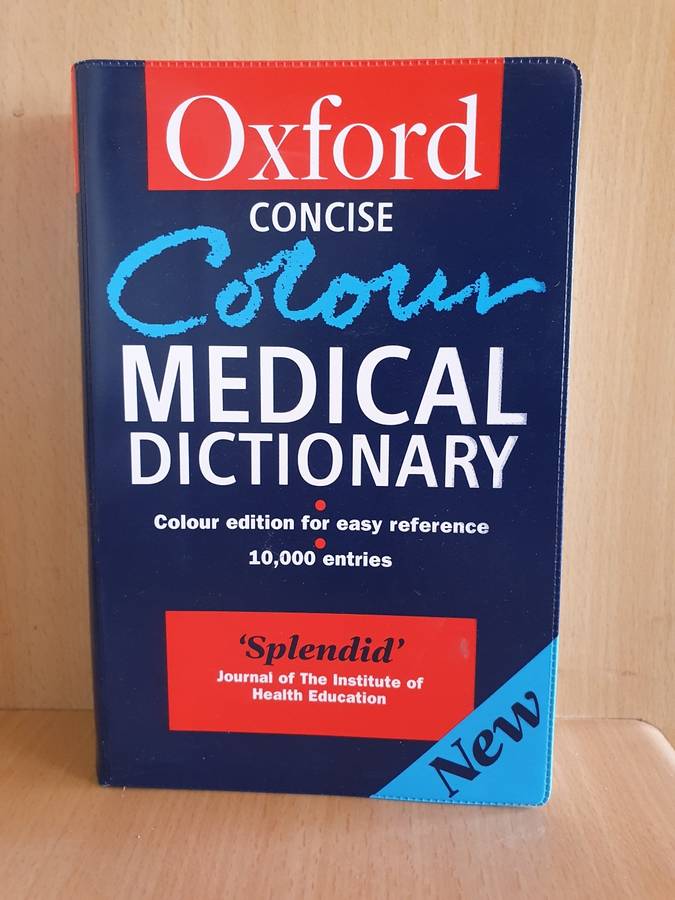 Oxford
CONCISE
Colour
MEDICAL
DICTIONARY
Colour edition for easy reference
10,000 entries
‘Splendid’
Journal of The Institute of
Health Education
New